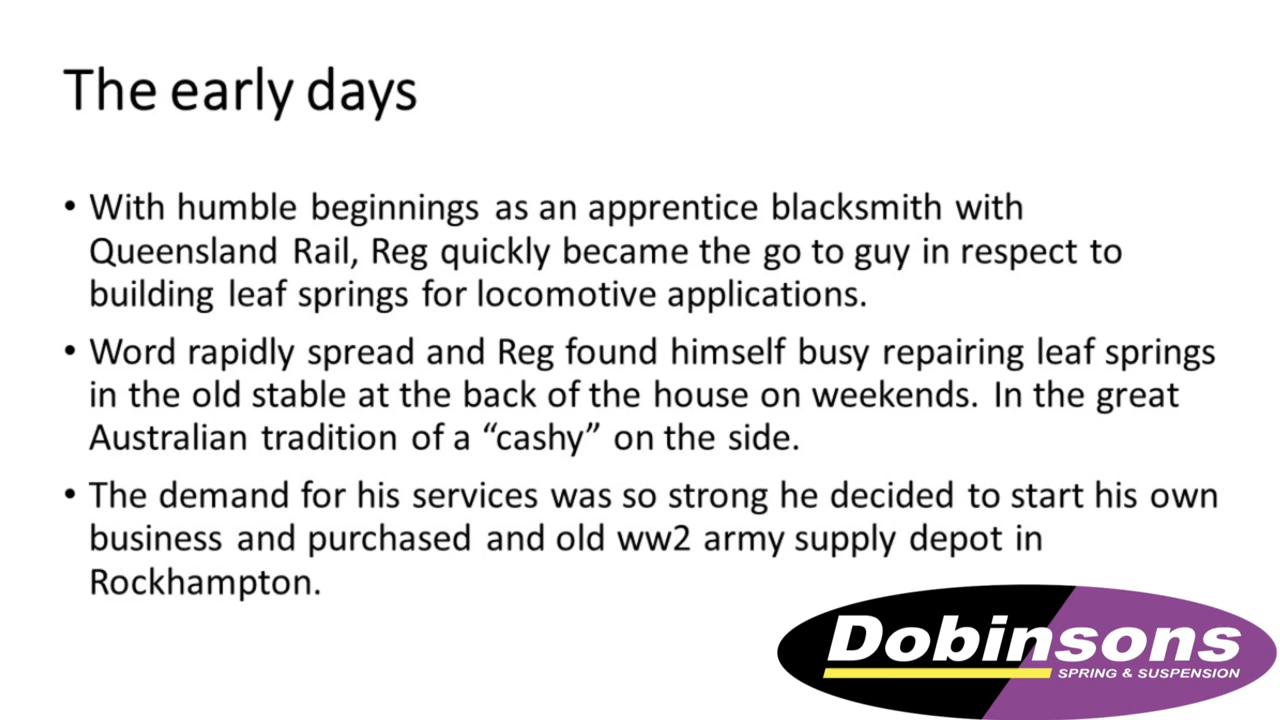 The early days
• With humble beginnings as an apprentice blacksmith with
Queensland Rail, Reg quickly became the go to guy in respect to
building leaf springs for locomotive applications.
• Word rapidly spread and Reg found himself busy repairing leaf springs
in the old stable at the back of the house on weekends. In the great
Australian tradition of a “cashy” on the side.
• The demand for his services was so strong he decided to start his own
business and purchased and old ww2 army supply depot in
Rockhampton.
Dobinsons
SPRING & SUSPENSION